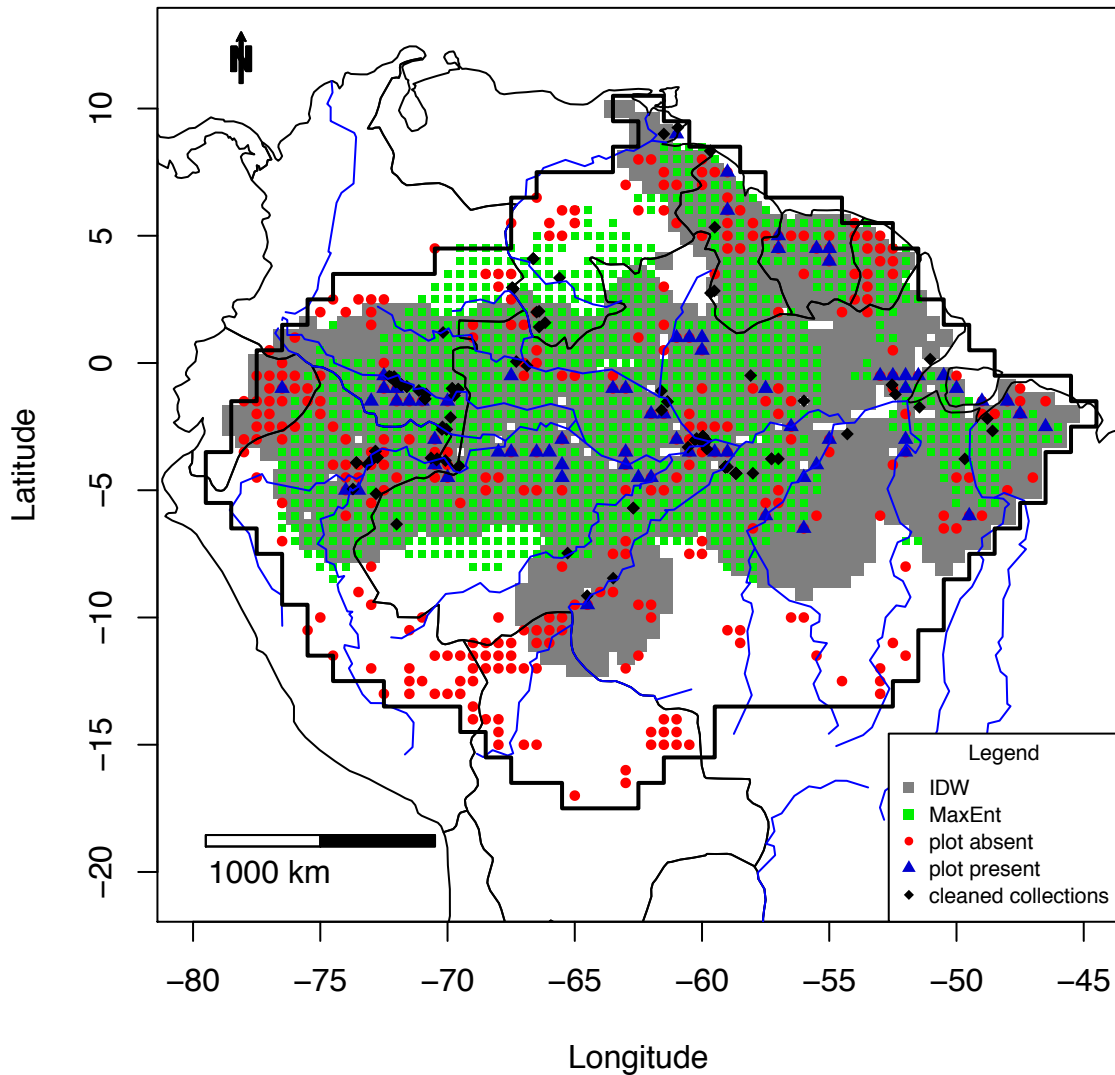 N
10
5
0
−5
−10
−15
−20
Latitude
1000 km
Legend
IDW
MaxEnt
plot absent
plot present
cleaned collections
−80
−75
−70
−65
−60
−55
−50
−45
Longitude